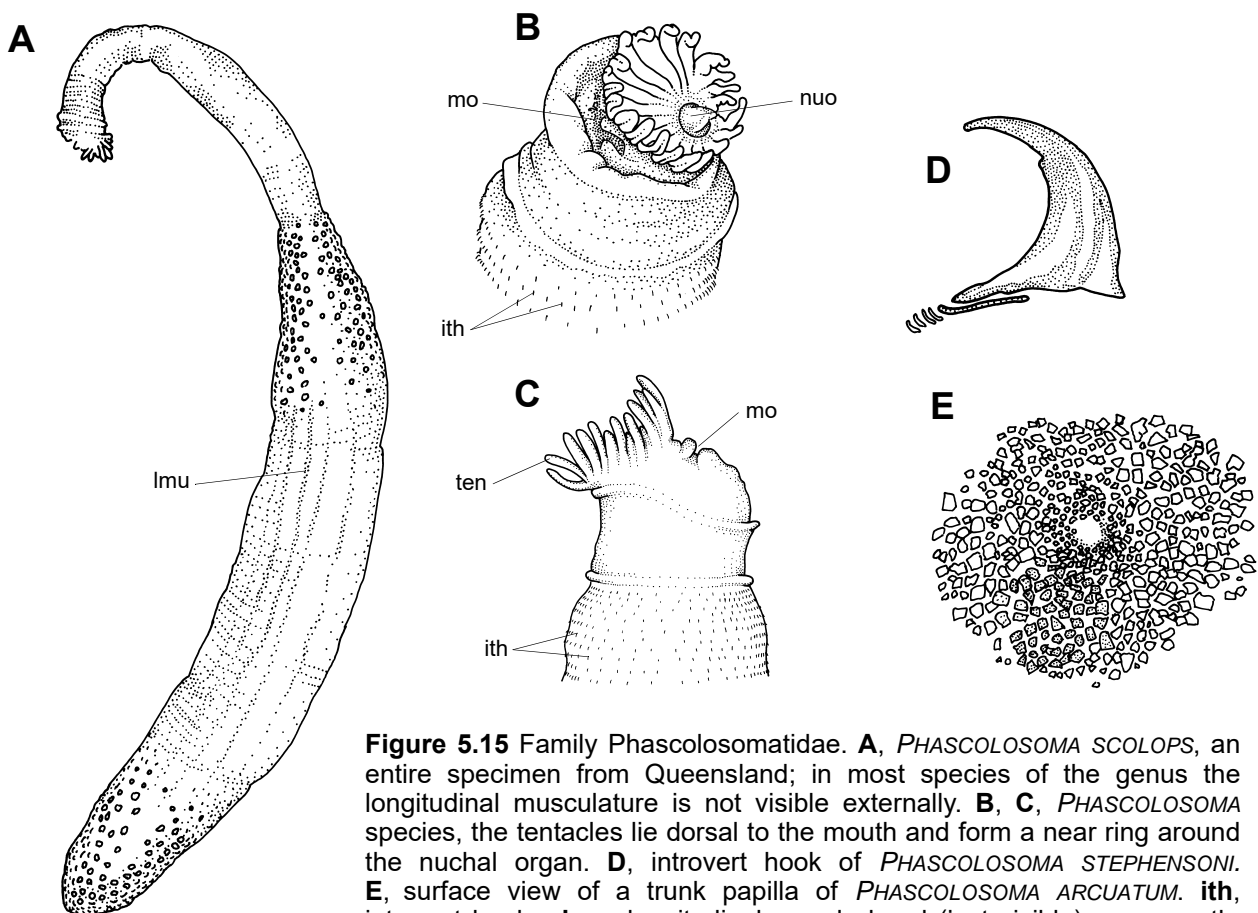 A
B
mo
nuo
D
ith
C
mo
E
lmu
ten
ith
Figure 5.15 Family Phascolosomatidae. A, PHASCOLOSOMA SCOLOPS, an
entire specimen from Queensland; in most species of the genus the
longitudinal musculature is not visible externally. B, C, PHASCOLOSOMA
species, the tentacles lie dorsal to the mouth and form a near ring around
the nuchal organ. D, introvert hook of PHASCOLOSOMA STEPHENSONI.
E, surface view of a trunk papilla of PHASCOLOSOMA ARCUATUM. ith,